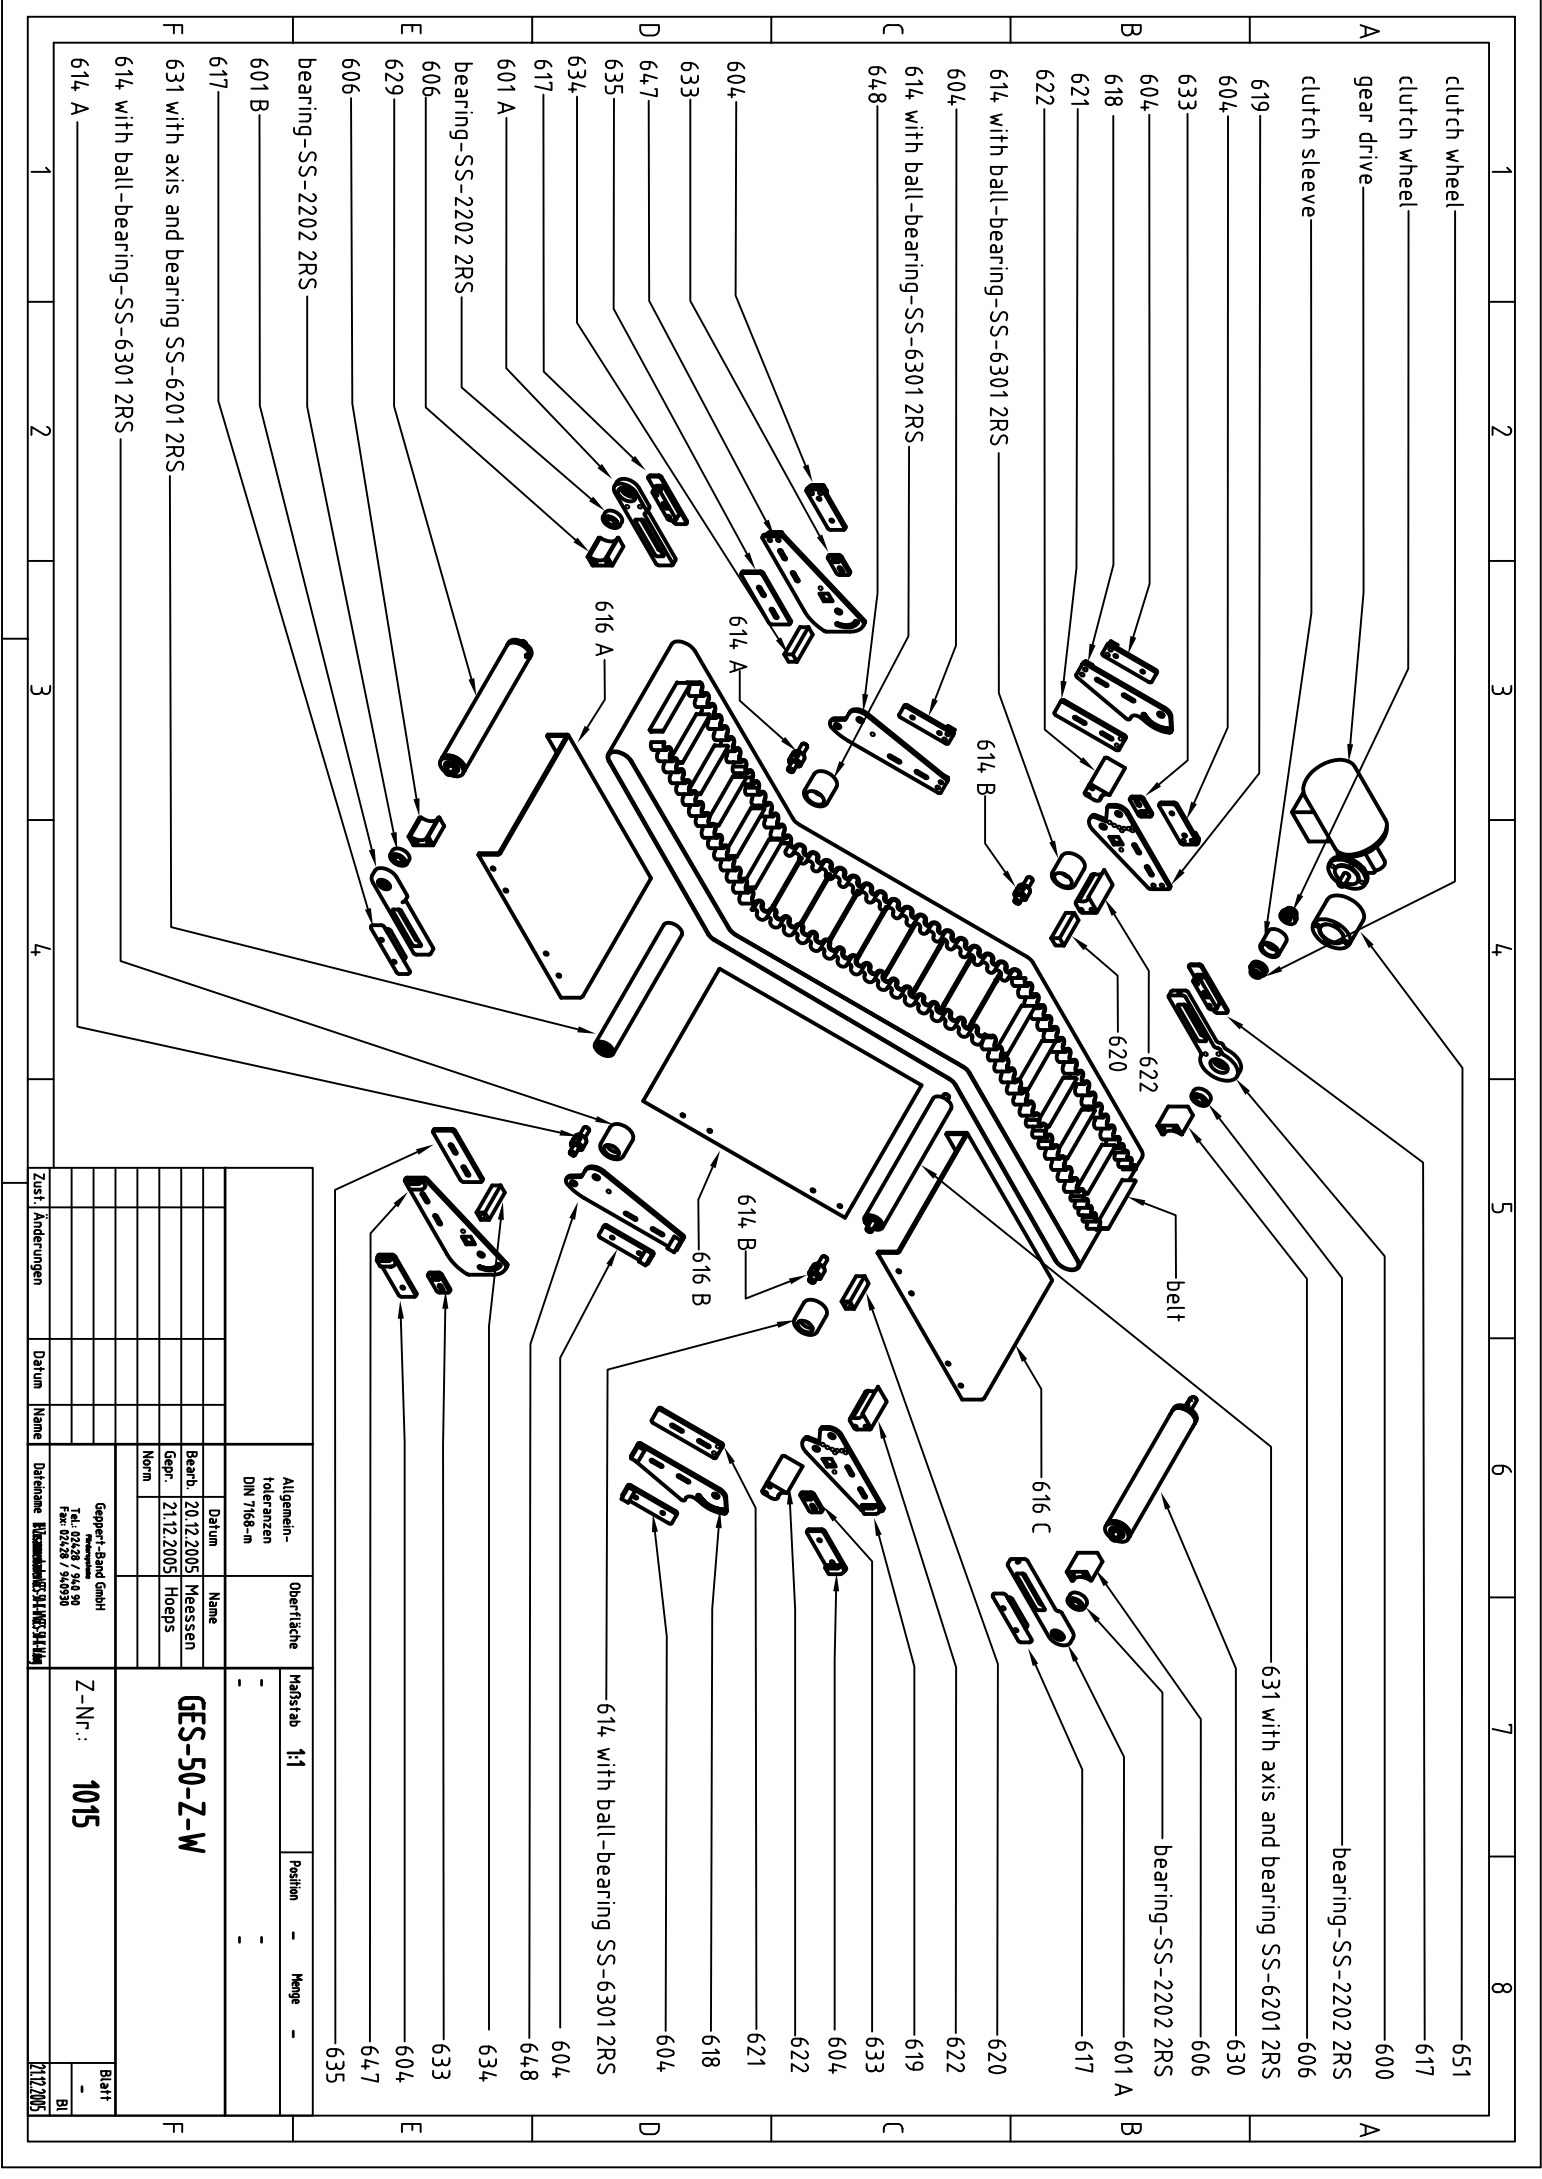 1
2
3
4
5
6
7
8
A
B
C
D
E
F
clutch wheel
clutch wheel
gear drive
clutch sleeve
619
604
633
604
618
621
622
614 with ball-bearing-SS-6301 2RS
604
614 with ball-bearing-SS-6301 2RS
648
604
633
647
635
634
617
601 A
bearing-SS-2202 2RS
606
629
606
bearing-SS-2202 2RS
601 B
617
631 with axis and bearing SS-6201 2RS
614 with ball-bearing-SS-6301 2RS
614 A
616 A
614 A
614 B
620
622
belt
616 B
614 B
616 C
651
617
600
bearing-SS-2202 2RS
606
631 with axis and bearing SS-6201 2RS
630
606
bearing-SS-2202 2RS
601 A
617
620
622
619
633
604
622
621
618
604
614 with ball-bearing SS-6301 2RS
604
648
634
633
604
647
635
Allgemein-
toleranzen
DIN 7168-m
Oberfläche
Maßstab 1:1
Position -
Menge -
- -
- -
Datum Name
Bearb. 20.12.2005 Meessen
Gepr. 21.12.2005 Hoeps
Norm
GES-50-Z-W
Geppert-Band GmbH
Tel.: 02428 / 940 90
Fax: 02428 / 940930
Z-Nr.: 1015
Blatt
-
Bl
Zust. Änderungen Datum Name Dateiname
21.12.2005
1
2
3
4
A
B
C
D
E
F